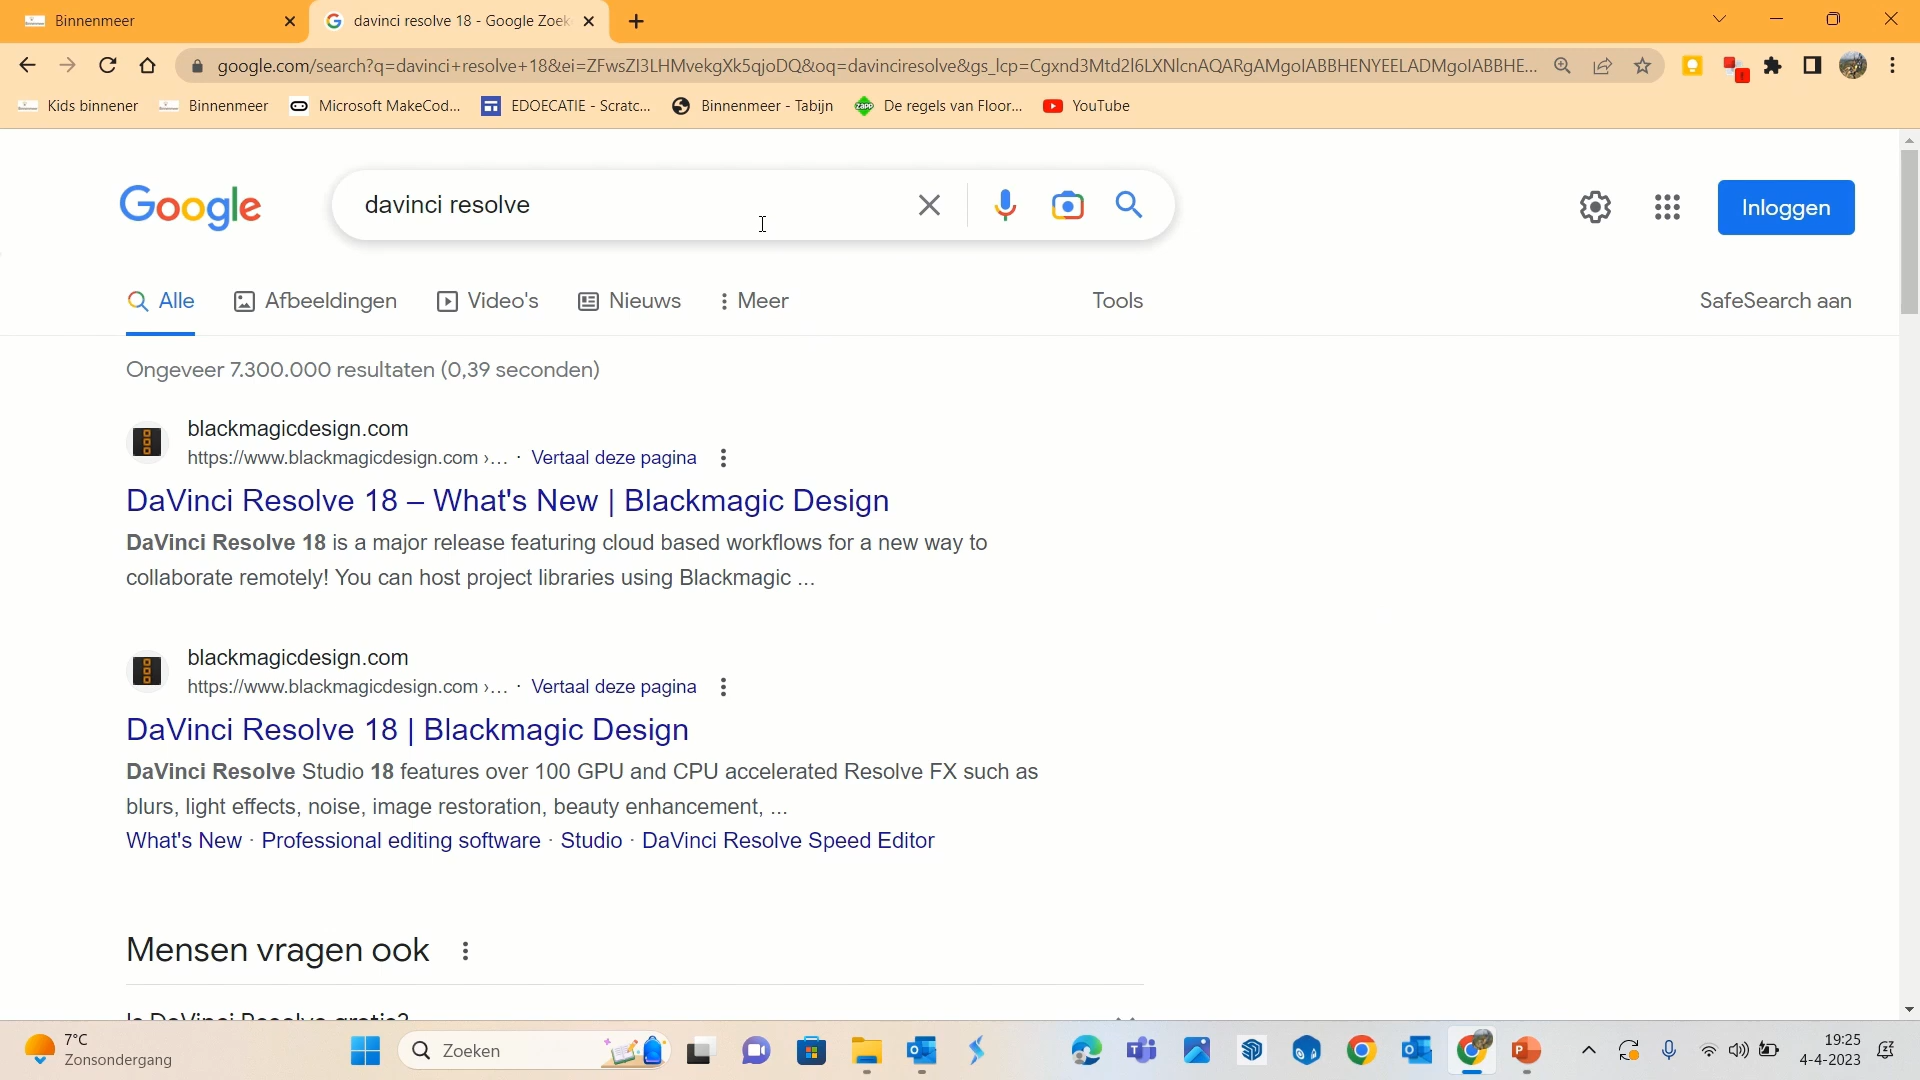 Binnenmeer
davinci resolve 18 - Google Zoek
google.com/search?q=davinci+resolve+18&ei=ZFwsZI3LHMvekgXk5qjoDQ&oq=davinciresolve&gs_lcp=Cgxnd3Mtd2l6LXNlcnAQARgAMgoIABBHENYEELADMgoIABBHE...
Kids binnener
Binnenmeer
Microsoft MakeCod...
EDOECATIE - Scratc...
Binnenmeer - Tabijn
De regels van Floor...
YouTube
Google
davinci resolve
Inloggen
Alle
Afbeeldingen
Video's
Nieuws
Meer
Tools
SafeSearch aan
Ongeveer 7.300.000 resultaten (0,39 seconden)
blackmagicdesign.com
https://www.blackmagicdesign.com ›... · Vertaal deze pagina
DaVinci Resolve 18 – What's New | Blackmagic Design
DaVinci Resolve 18 is a major release featuring cloud based workflows for a new way to
collaborate remotely! You can host project libraries using Blackmagic ...
blackmagicdesign.com
https://www.blackmagicdesign.com ›... · Vertaal deze pagina
DaVinci Resolve 18 | Blackmagic Design
DaVinci Resolve Studio 18 features over 100 GPU and CPU accelerated Resolve FX such as
blurs, light effects, noise, image restoration, beauty enhancement, ...
What's New · Professional editing software · Studio · DaVinci Resolve Speed Editor
Mensen vragen ook
Is DaVinci Resolve gratis?
7°C
Zonsondergang
Zoeken
19:25
4-4-2023